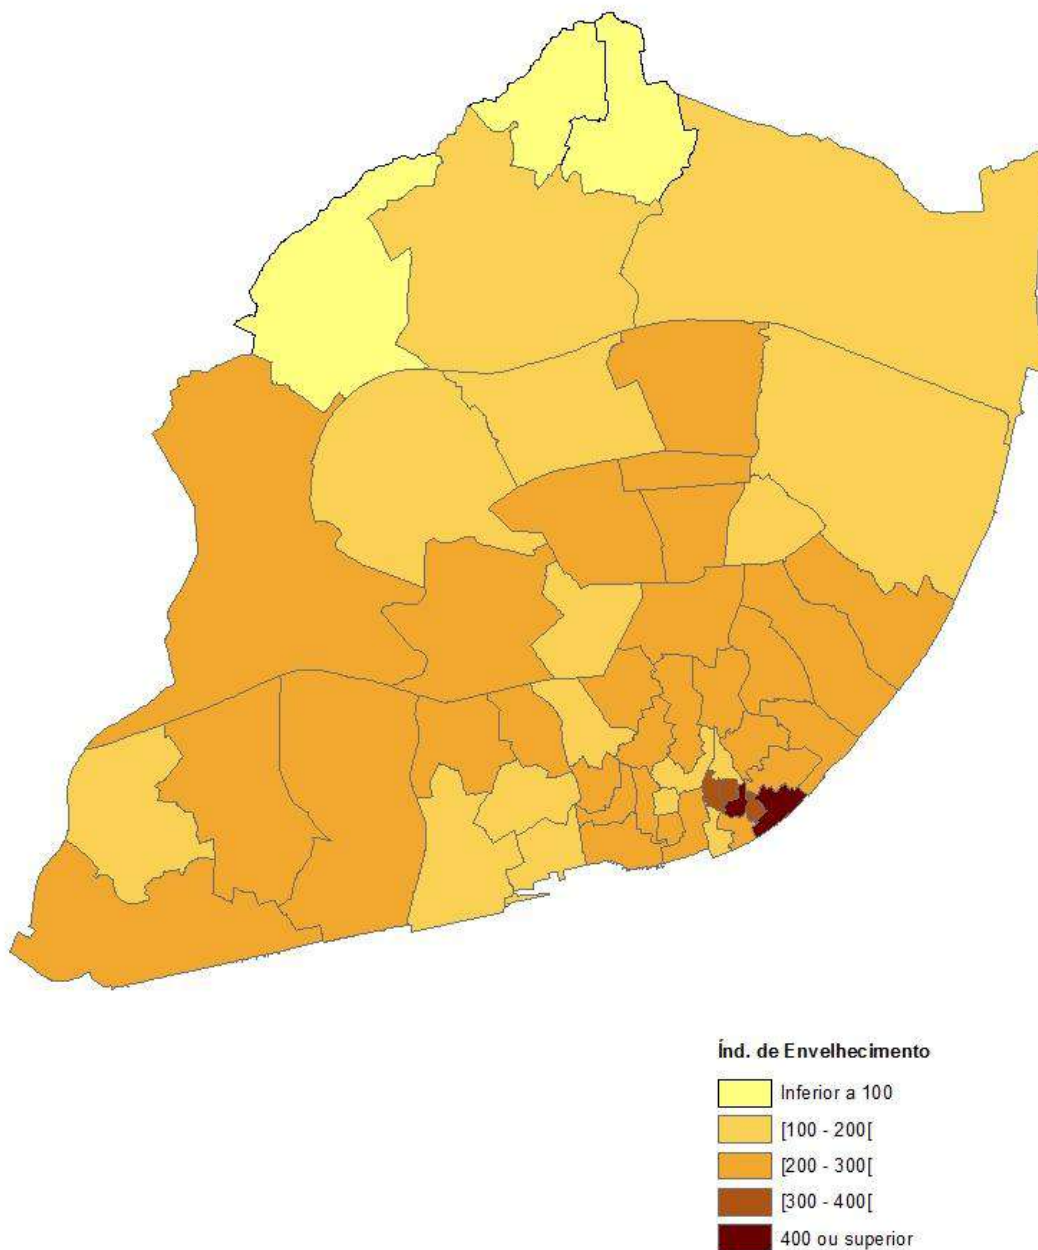 Índ. de Envelhecimento
Inferior a 100
[100 - 200[
[200 - 300[
[300 - 400[
400 ou superior